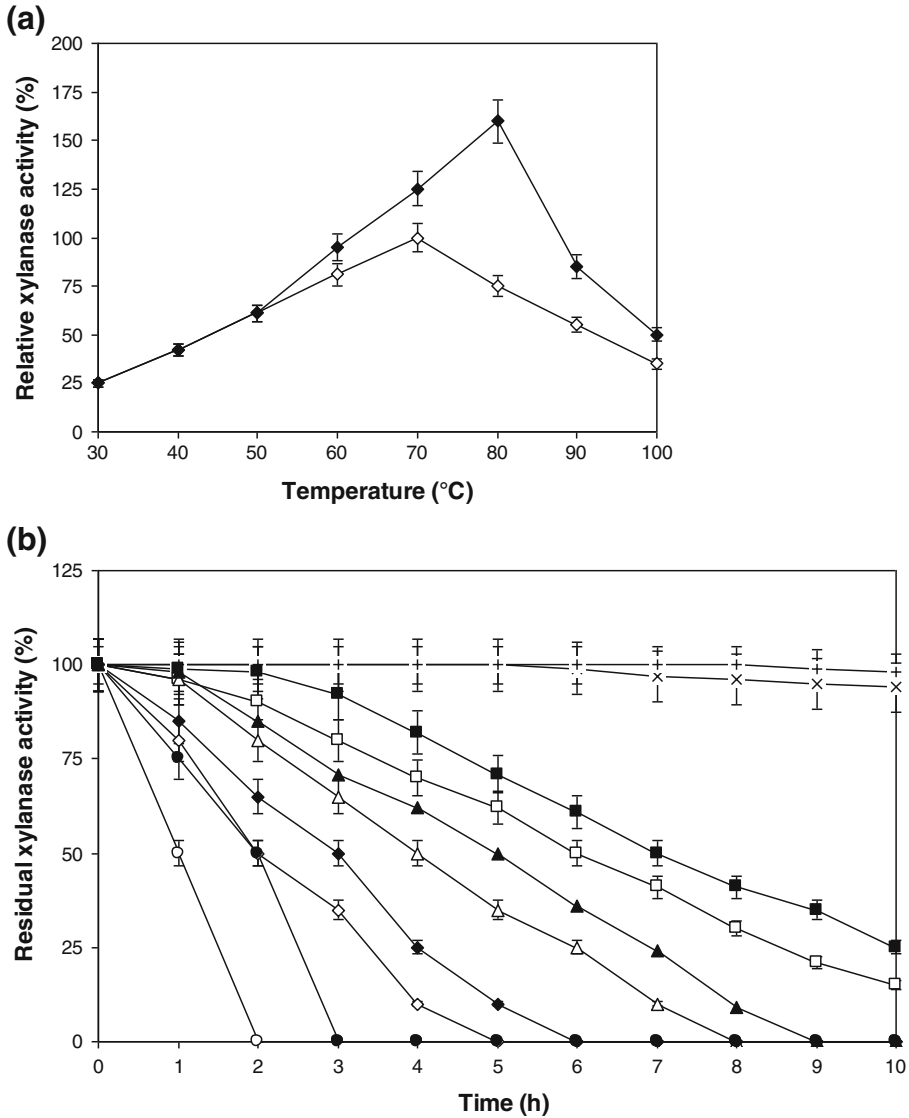 (a)
200
175
150
125
100
75
50
25
0
Relative xylanase activity (%)
30 40 50 60 70 80 90 100
Temperature (°C)
(b)
125
100
75
50
25
0
Residual xylanase activity (%)
0 1 2 3 4 5 6 7 8 9 10
Time (h)